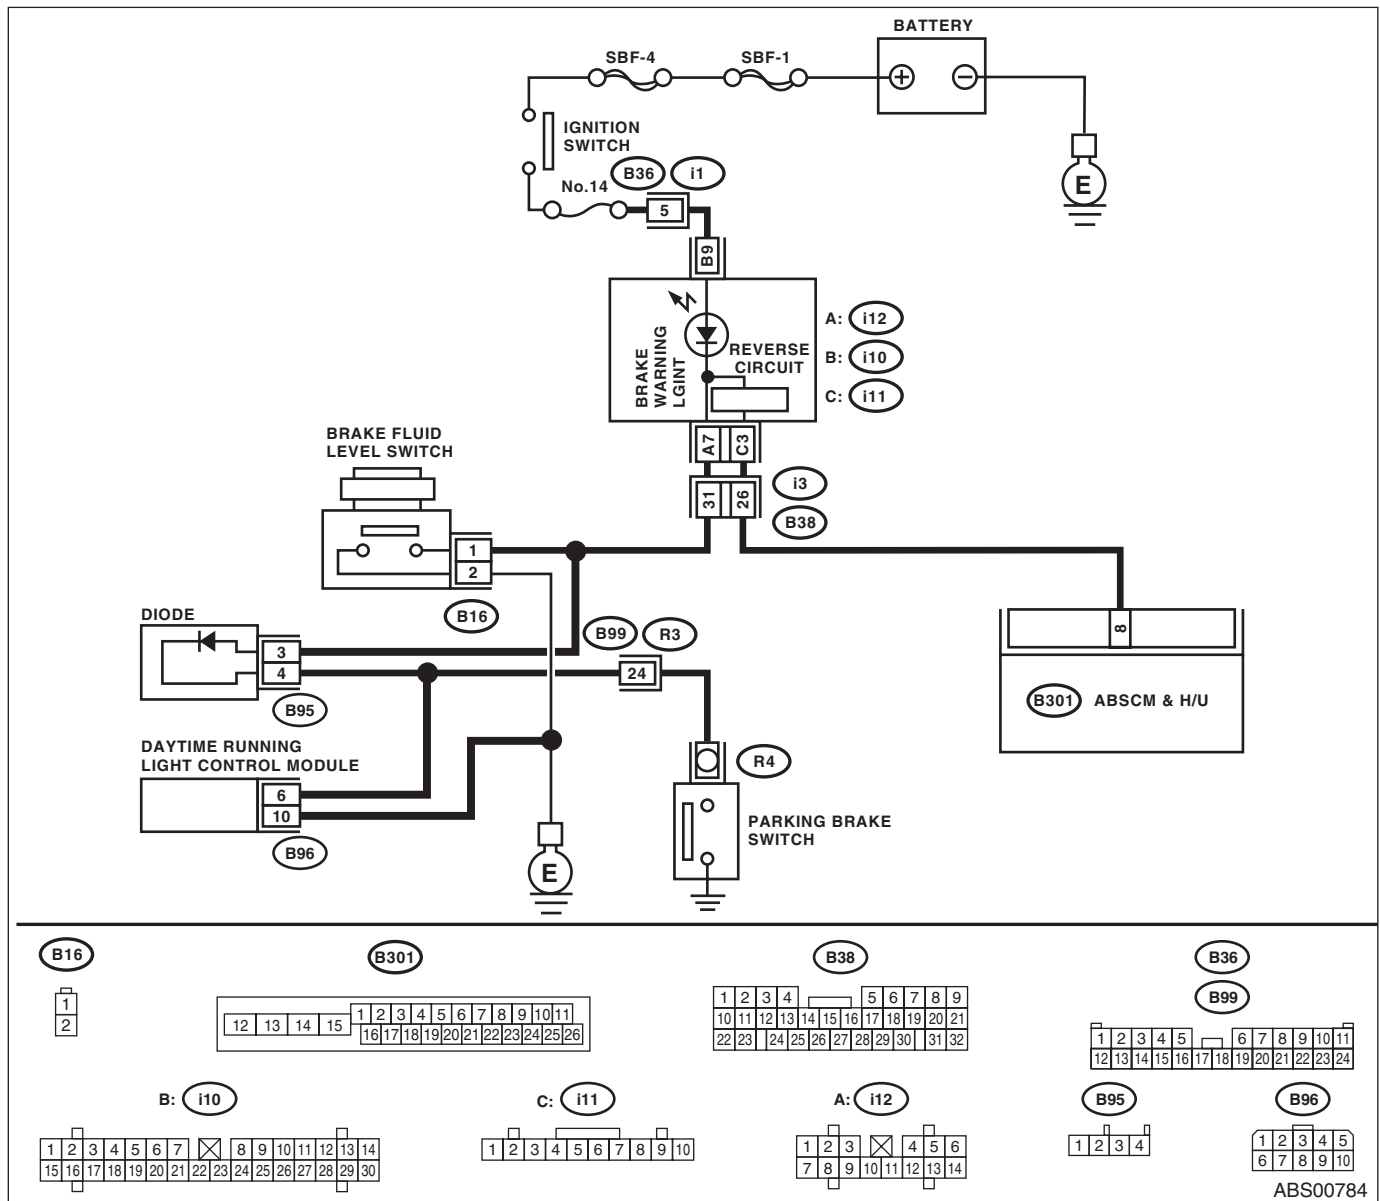 BATTERY
SBF-4
SBF-1
IGNITION
SWITCH
E
No.14
B36
i1
5
B9
BRAKE
WARNING
LGINT
REVERSE
CIRCUIT
A: i12
B: i10
C: i11
A7
C3
31
26
i3
B38
BRAKE FLUID
LEVEL SWITCH
1
2
B16
8
B301 ABSCM & H/U
DIODE
3
4
B95
B99
R3
24
DAYTIME RUNNING
LIGHT CONTROL MODULE
6
10
B96
R4
PARKING BRAKE
SWITCH
E
B16
1
2
B301
1 2 3 4 5 6 7 8 9 10 11
12 13 14 15
16 17 18 19 20 21 22 23 24 25 26
B38
1 2 3 4 5 6 7 8 9
10 11 12 13 14 15 16 17 18 19 20 21
22 23 24 25 26 27 28 29 30 31 32
B36
B99
1 2 3 4 5 6 7 8 9 10 11
12 13 14 15 16 17 18 19 20 21 22 23 24
B: i10
1 2 3 4 5 6 7 8 9 10 11 12 13 14
15 16 17 18 19 20 21 22 23 24 25 26 27 28 29 30
C: i11
1 2 3 4 5 6 7 8 9 10
A: i12
1 2 3 4 5 6
7 8 9 10 11 12 13 14
B95
1 2 3 4
B96
1 2 3 4 5
6 7 8 9 10
ABS00784